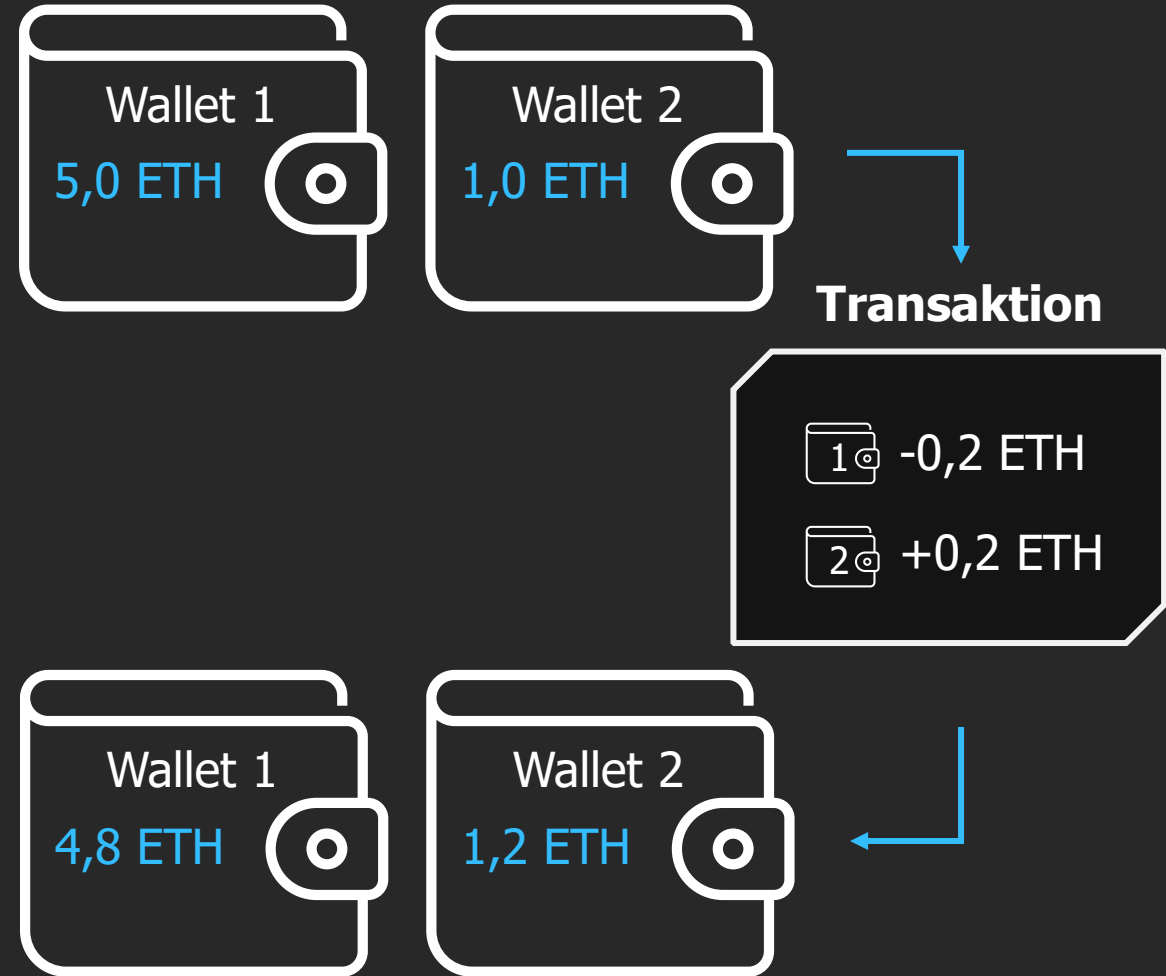 Wallet 1
5,0 ETH
Wallet 2
1,0 ETH
Transaktion
1 -0,2 ETH
2 +0,2 ETH
Wallet 1
4,8 ETH
Wallet 2
1,2 ETH